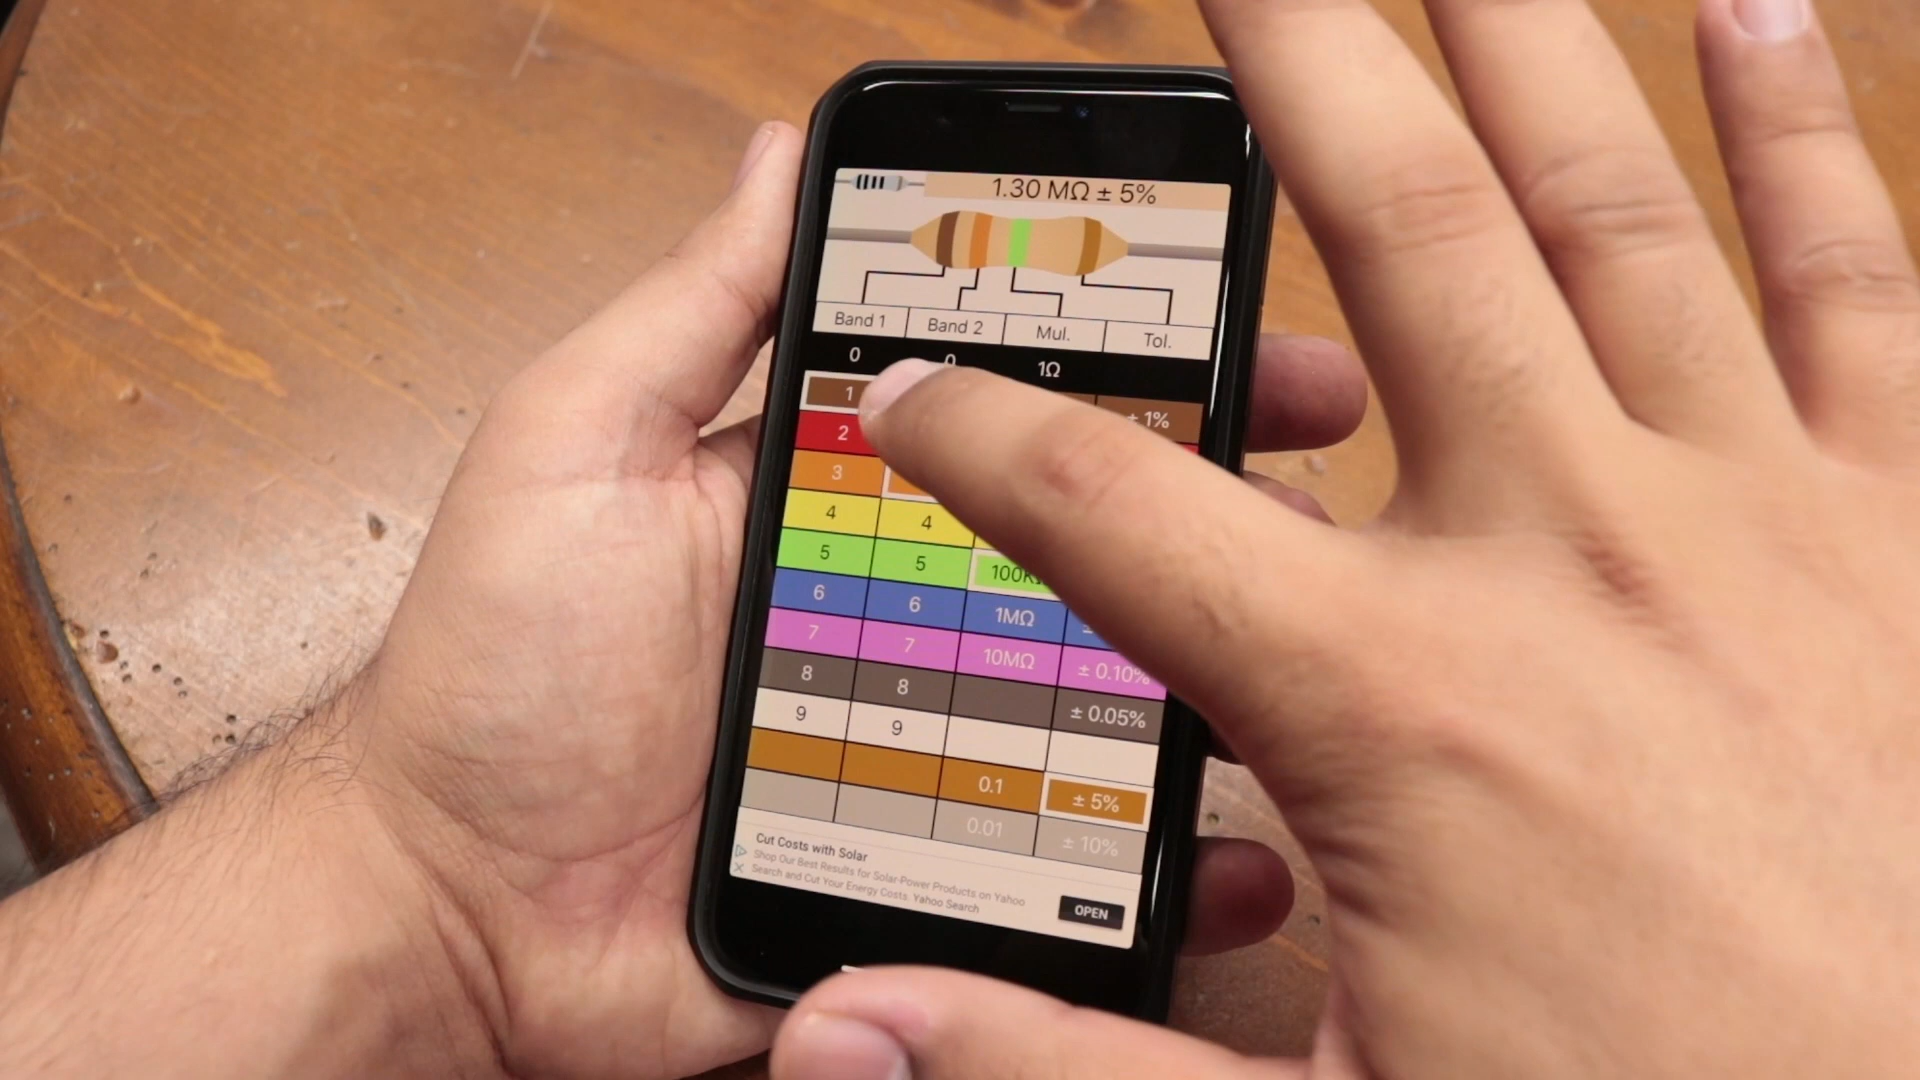 1.30 MΩ ± 5%
Band 1 Band 2 Mul. Tol.
0 0 1Ω
1 ± 1%
2
3
4 4
5 5 100KΩ
6 6 1MΩ ±
7 7 10MΩ ± 0.10%
8 8 ± 0.05%
9 9
0.1 ± 5%
0.01 ± 10%
Cut Costs with Solar
Shop Our Best Results for Solar-Power Products on Yahoo
Search and Cut Your Energy Costs. Yahoo Search
OPEN